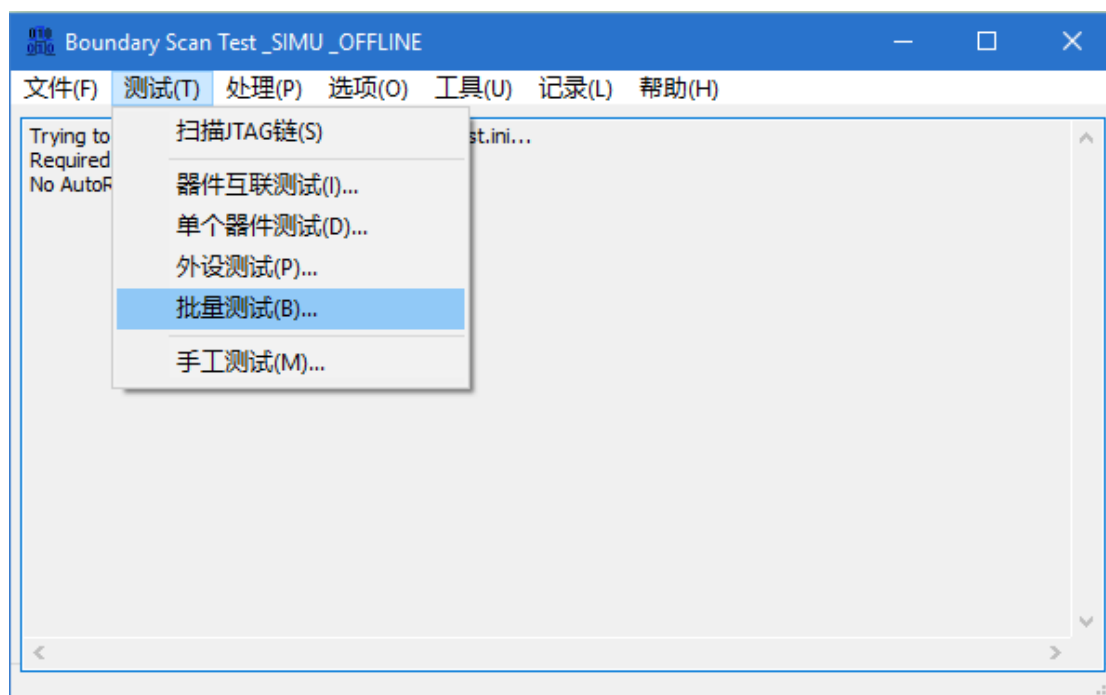 Boundary Scan Test _SIMU _OFFLINE
文件(F) 测试(T) 处理(P) 选项(O) 工具(U) 记录(L) 帮助(H)
Trying to st.ini...
Required
No AutoR
扫描JTAG链(S)
器件互联测试(I)...
单个器件测试(D)...
外设测试(P)...
批量测试(B)...
手工测试(M)...